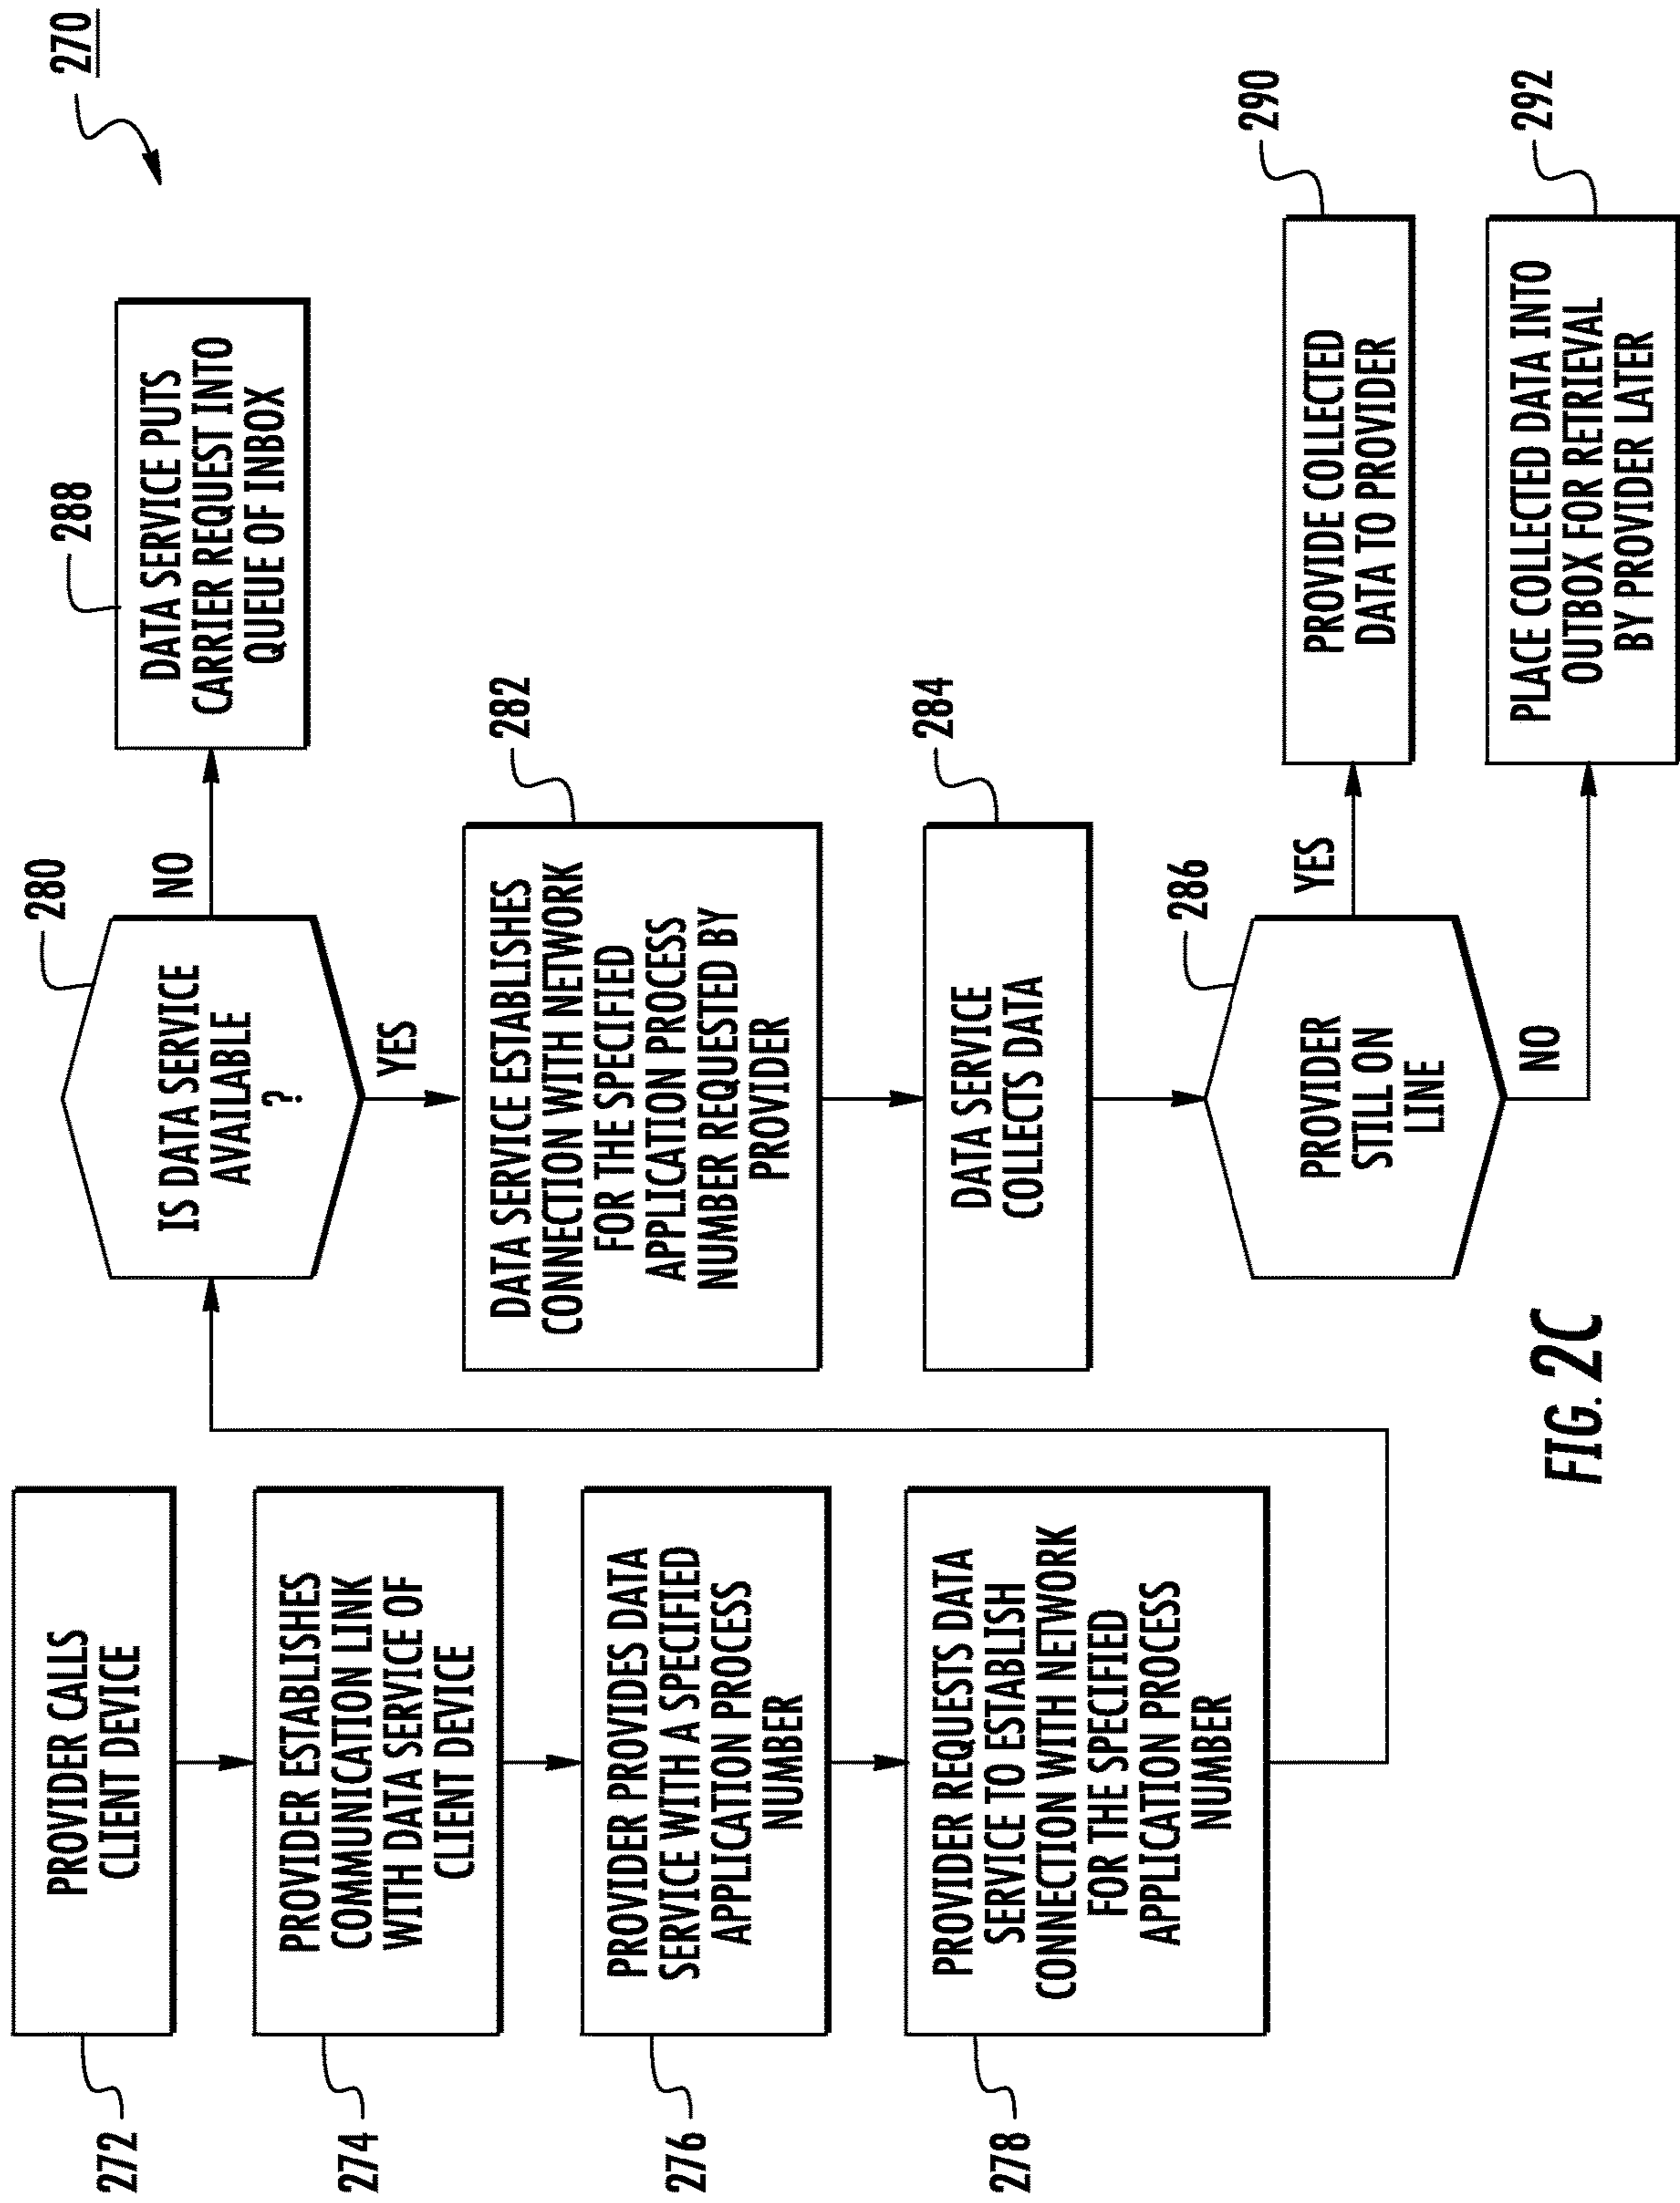 270
272
PROVIDER CALLS
CLIENT DEVICE
274
PROVIDER ESTABLISHES
COMMUNICATION LINK
WITH DATA SERVICE OF
CLIENT DEVICE
276
PROVIDER PROVIDES DATA
SERVICE WITH A SPECIFIED
APPLICATION PROCESS
NUMBER
278
PROVIDER REQUESTS DATA
SERVICE TO ESTABLISH
CONNECTION WITH NETWORK
FOR THE SPECIFIED
APPLICATION PROCESS
NUMBER
280
IS DATA SERVICE
AVAILABLE
?
NO
288
DATA SERVICE PUTS
CARRIER REQUEST INTO
QUEUE OF INBOX
YES
282
DATA SERVICE ESTABLISHES
CONNECTION WITH NETWORK
FOR THE SPECIFIED
APPLICATION PROCESS
NUMBER REQUESTED BY
PROVIDER
284
DATA SERVICE
COLLECTS DATA
286
PROVIDER
STILL ON
LINE
YES
290
PROVIDE COLLECTED
DATA TO PROVIDER
NO
292
PLACE COLLECTED DATA INTO
OUTBOX FOR RETRIEVAL
BY PROVIDER LATER
FIG. 2C